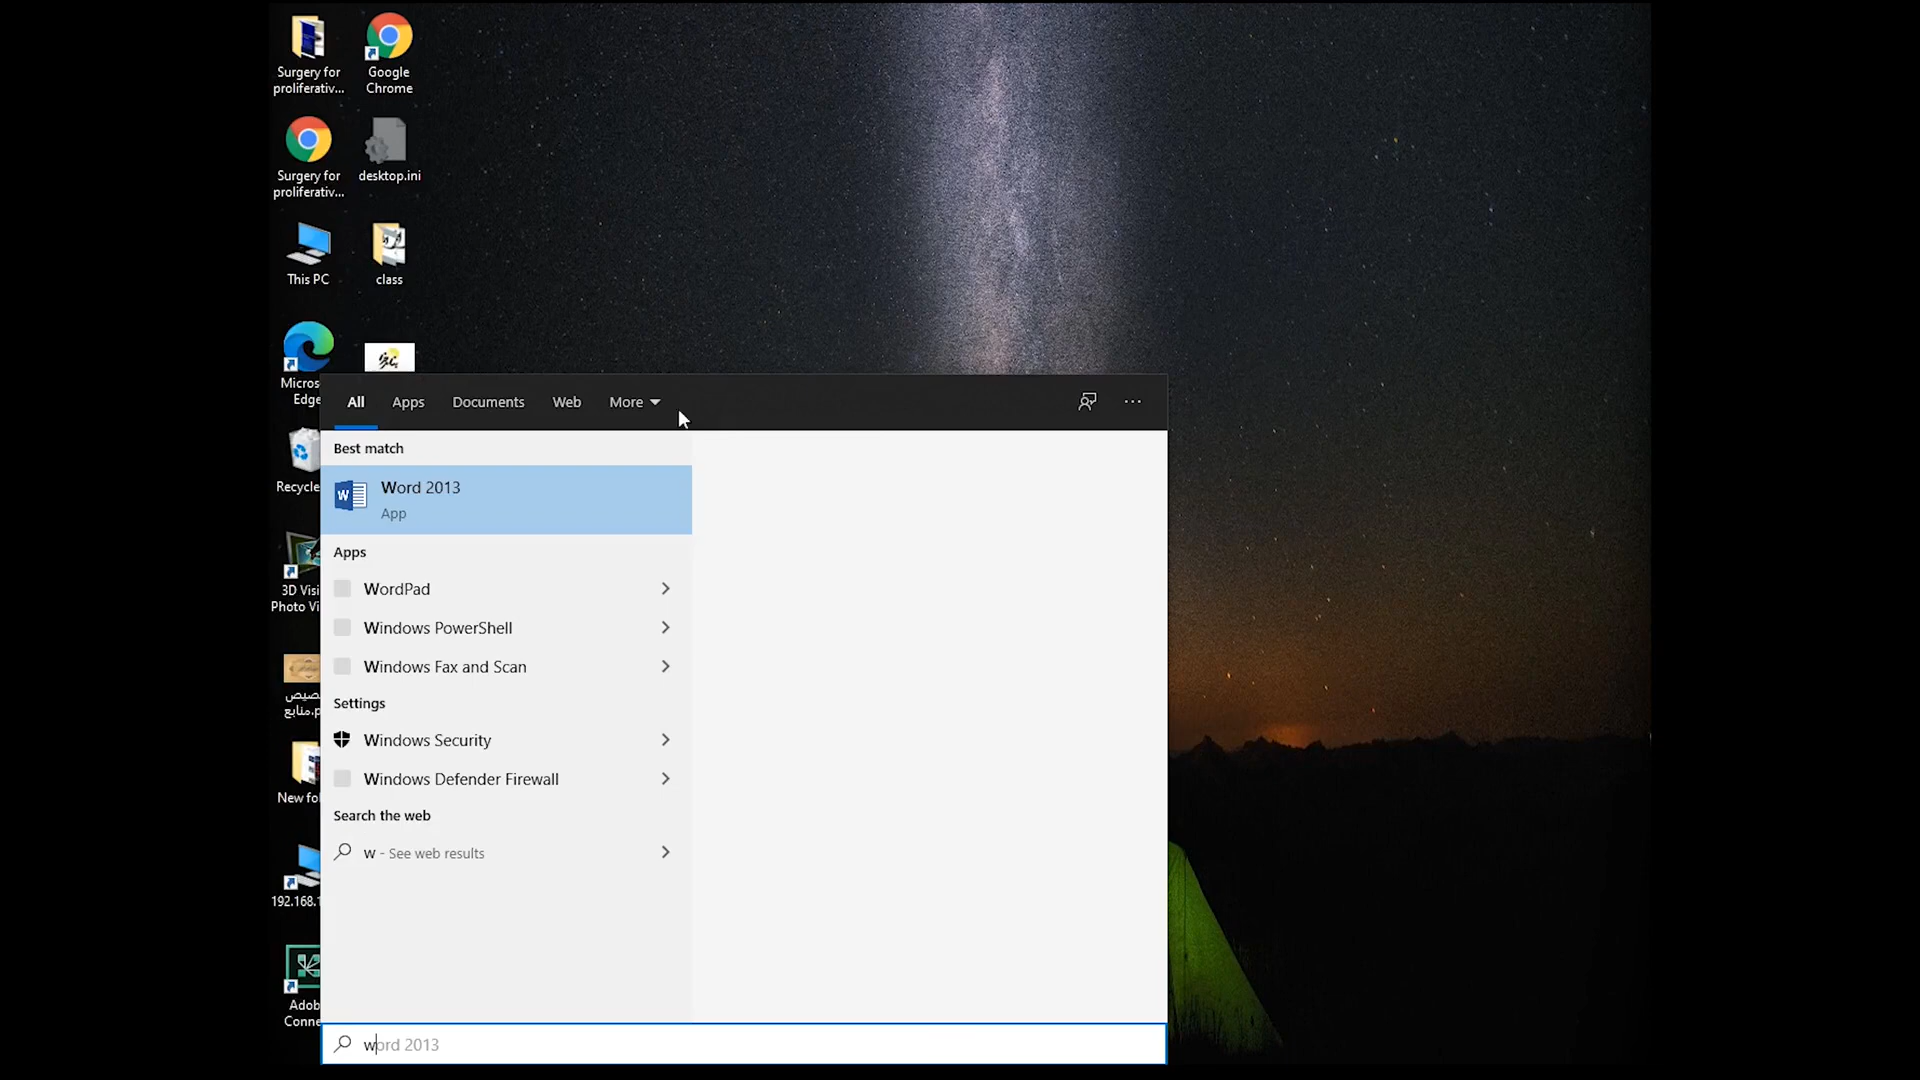 Surgery for
proliferativ...
Google
Chrome
Surgery for
proliferativ...
desktop.ini
This PC
class
Micros
Edge
All
Apps
Documents
Web
More
Best match
Word 2013
App
Recycle
Apps
WordPad
3D Visi
Photo Vi
Windows PowerShell
Windows Fax and Scan
Settings
Windows Security
Windows Defender Firewall
New fo
Search the web
w - See web results
192.168.1
Adob
Conne
word 2013